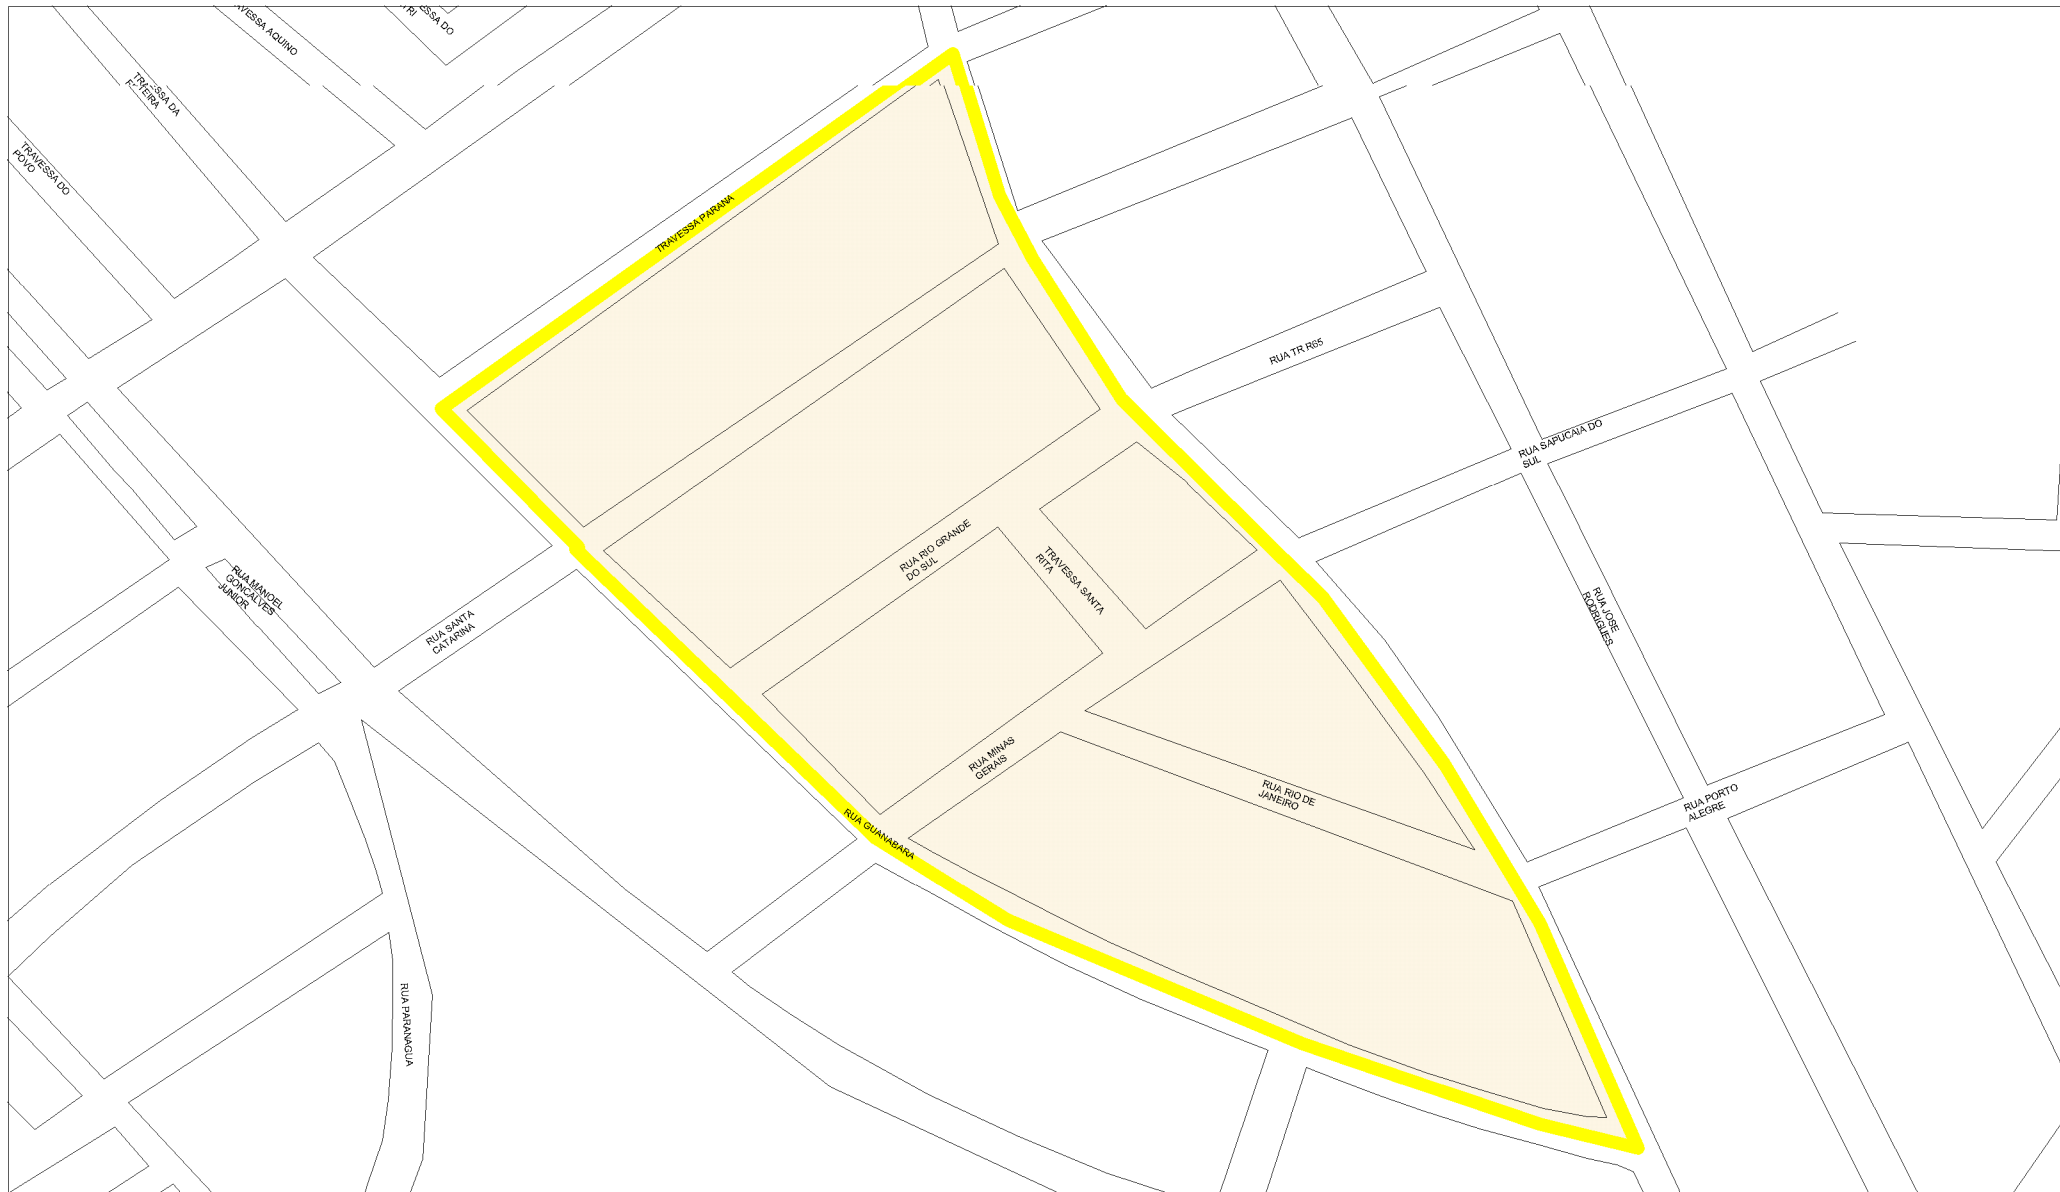 TRAVESSA AQUINO
TRAVESSA DA
TRAVESSA DO
POVO
TRAVESSA PARANA
RUA TR R65
RUA SAPUCAIA DO
SUL
RUA RIO GRANDE
DO SUL
TRAVESSA SANTA
RITA
RUA MANOEL
GONCALVES
JUNIOR
RUA SANTA
CATARINA
RUA JOSE
RODRIGUES
RUA MINAS
GERAIS
RUA RIO DE
JANEIRO
RUA PORTO
ALEGRE
RUA GUANABARA
RUA PARANAGUA